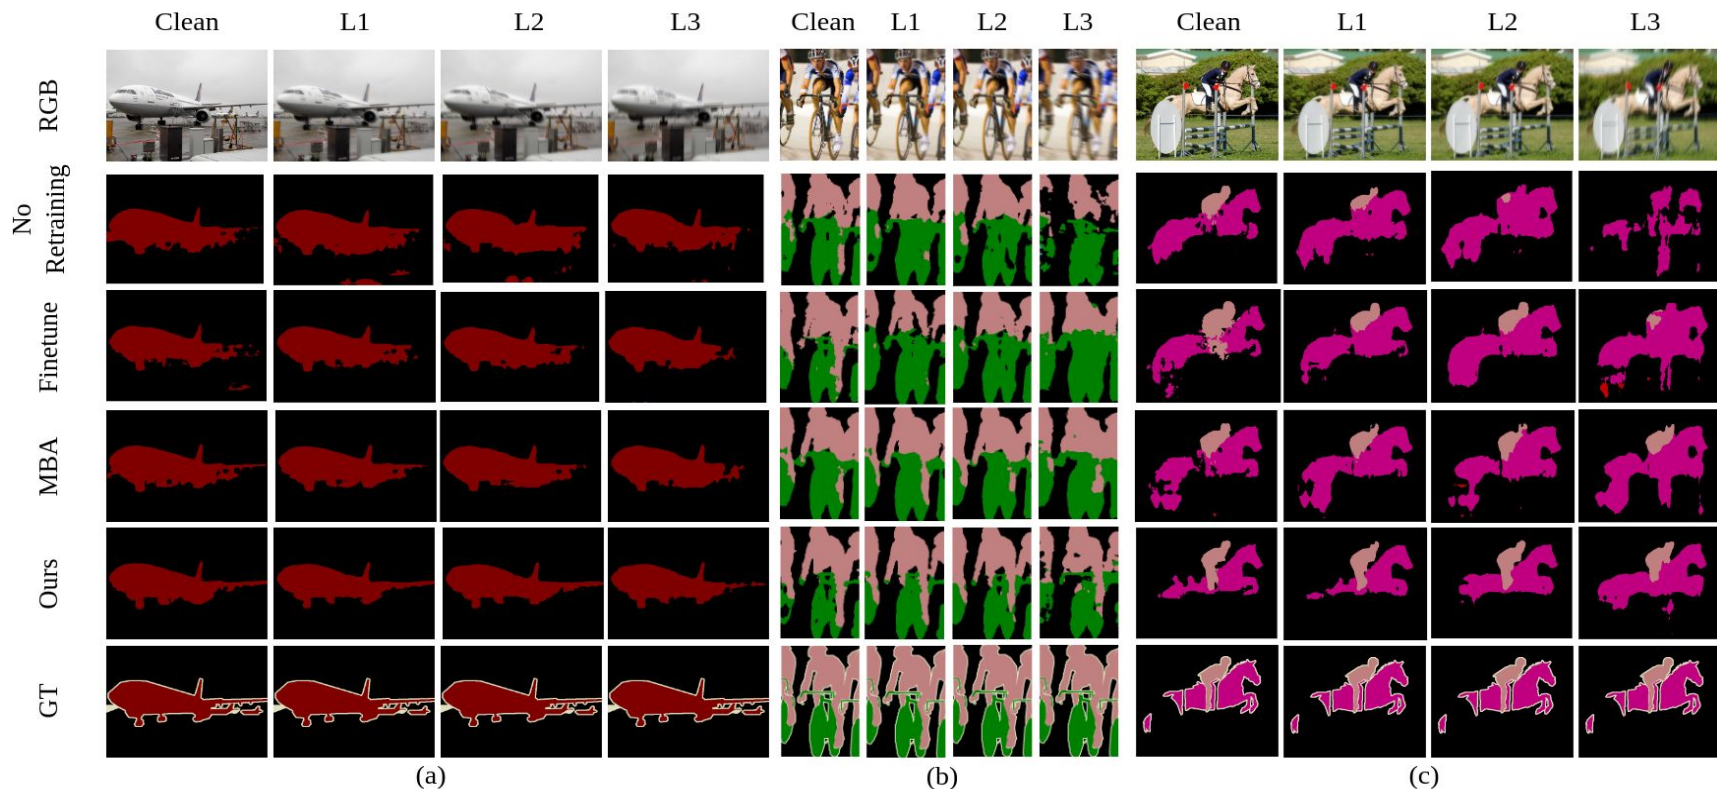 Clean L1 L2 L3 Clean L1 L2 L3 Clean L1 L2 L3
RGB
No
Retraining
Finetune
MBA
Ours
GT
(a) (b) (c)